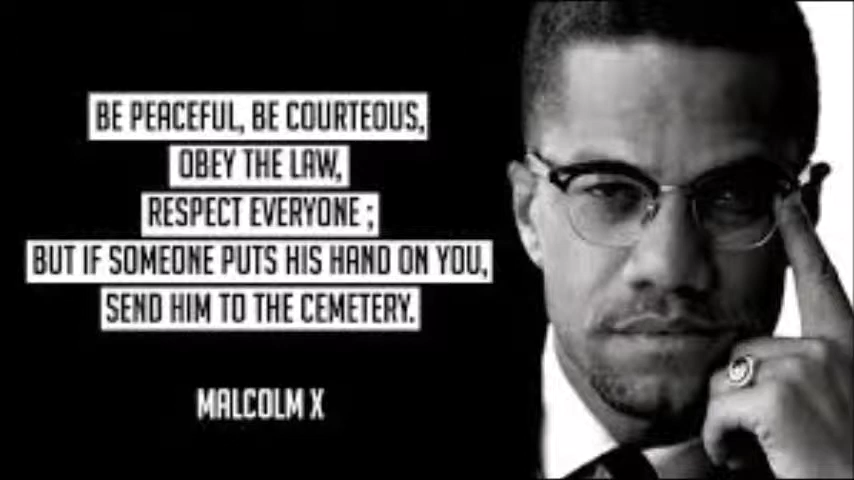 BE PEACEFUL, BE COURTEOUS,
OBEY THE LAW,
RESPECT EVERYONE ;
BUT IF SOMEONE PUTS HIS HAND ON YOU,
SEND HIM TO THE CEMETERY.
MALCOLM X